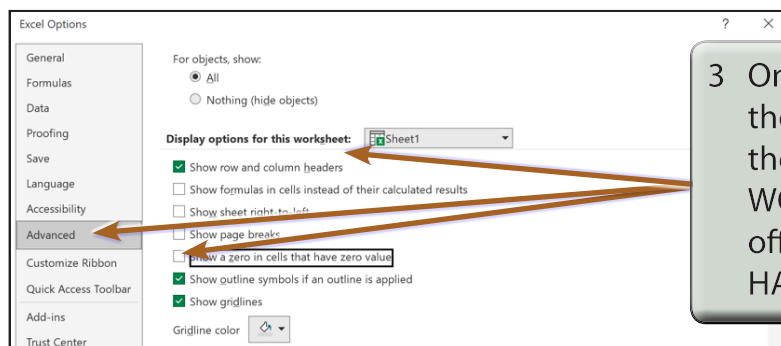 Excel Options
?
General
Formulas
Data
Proofing
Save
Language
Accessibility
Advanced
Customize Ribbon
Quick Access Toolbar
Add-ins
Trust Center
For objects, show:
All
Nothing (hide objects)
Display options for this worksheet: Sheet1
Show row and column headers
Show formulas in cells instead of their calculated results
Show sheet right-to-left
Show page breaks
Show a zero in cells that have zero value
Show outline symbols if an outline is applied
Show gridlines
Gridline color
3